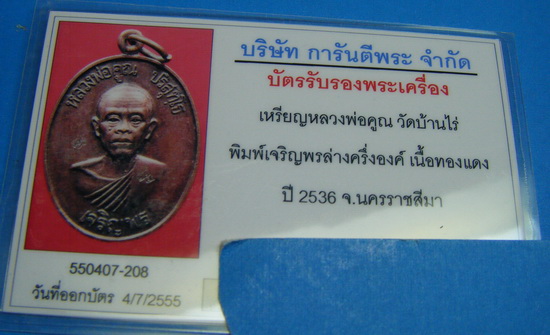 บริษัท การันตีพระ จำกัด
บัตรรับรองพระเครื่อง
เหรียญหลวงพ่อคูณ วัดบ้านไร่
พิมพ์เจริญพรล่างครึ่งองค์ เนื้อทองแดง
ปี 2536 จ.นครราชสีมา
หลวงพ่อคูณ ปริสุทฺโธ
เจริญพร
550407-208
วันที่ออกบัตร 4/7/2555